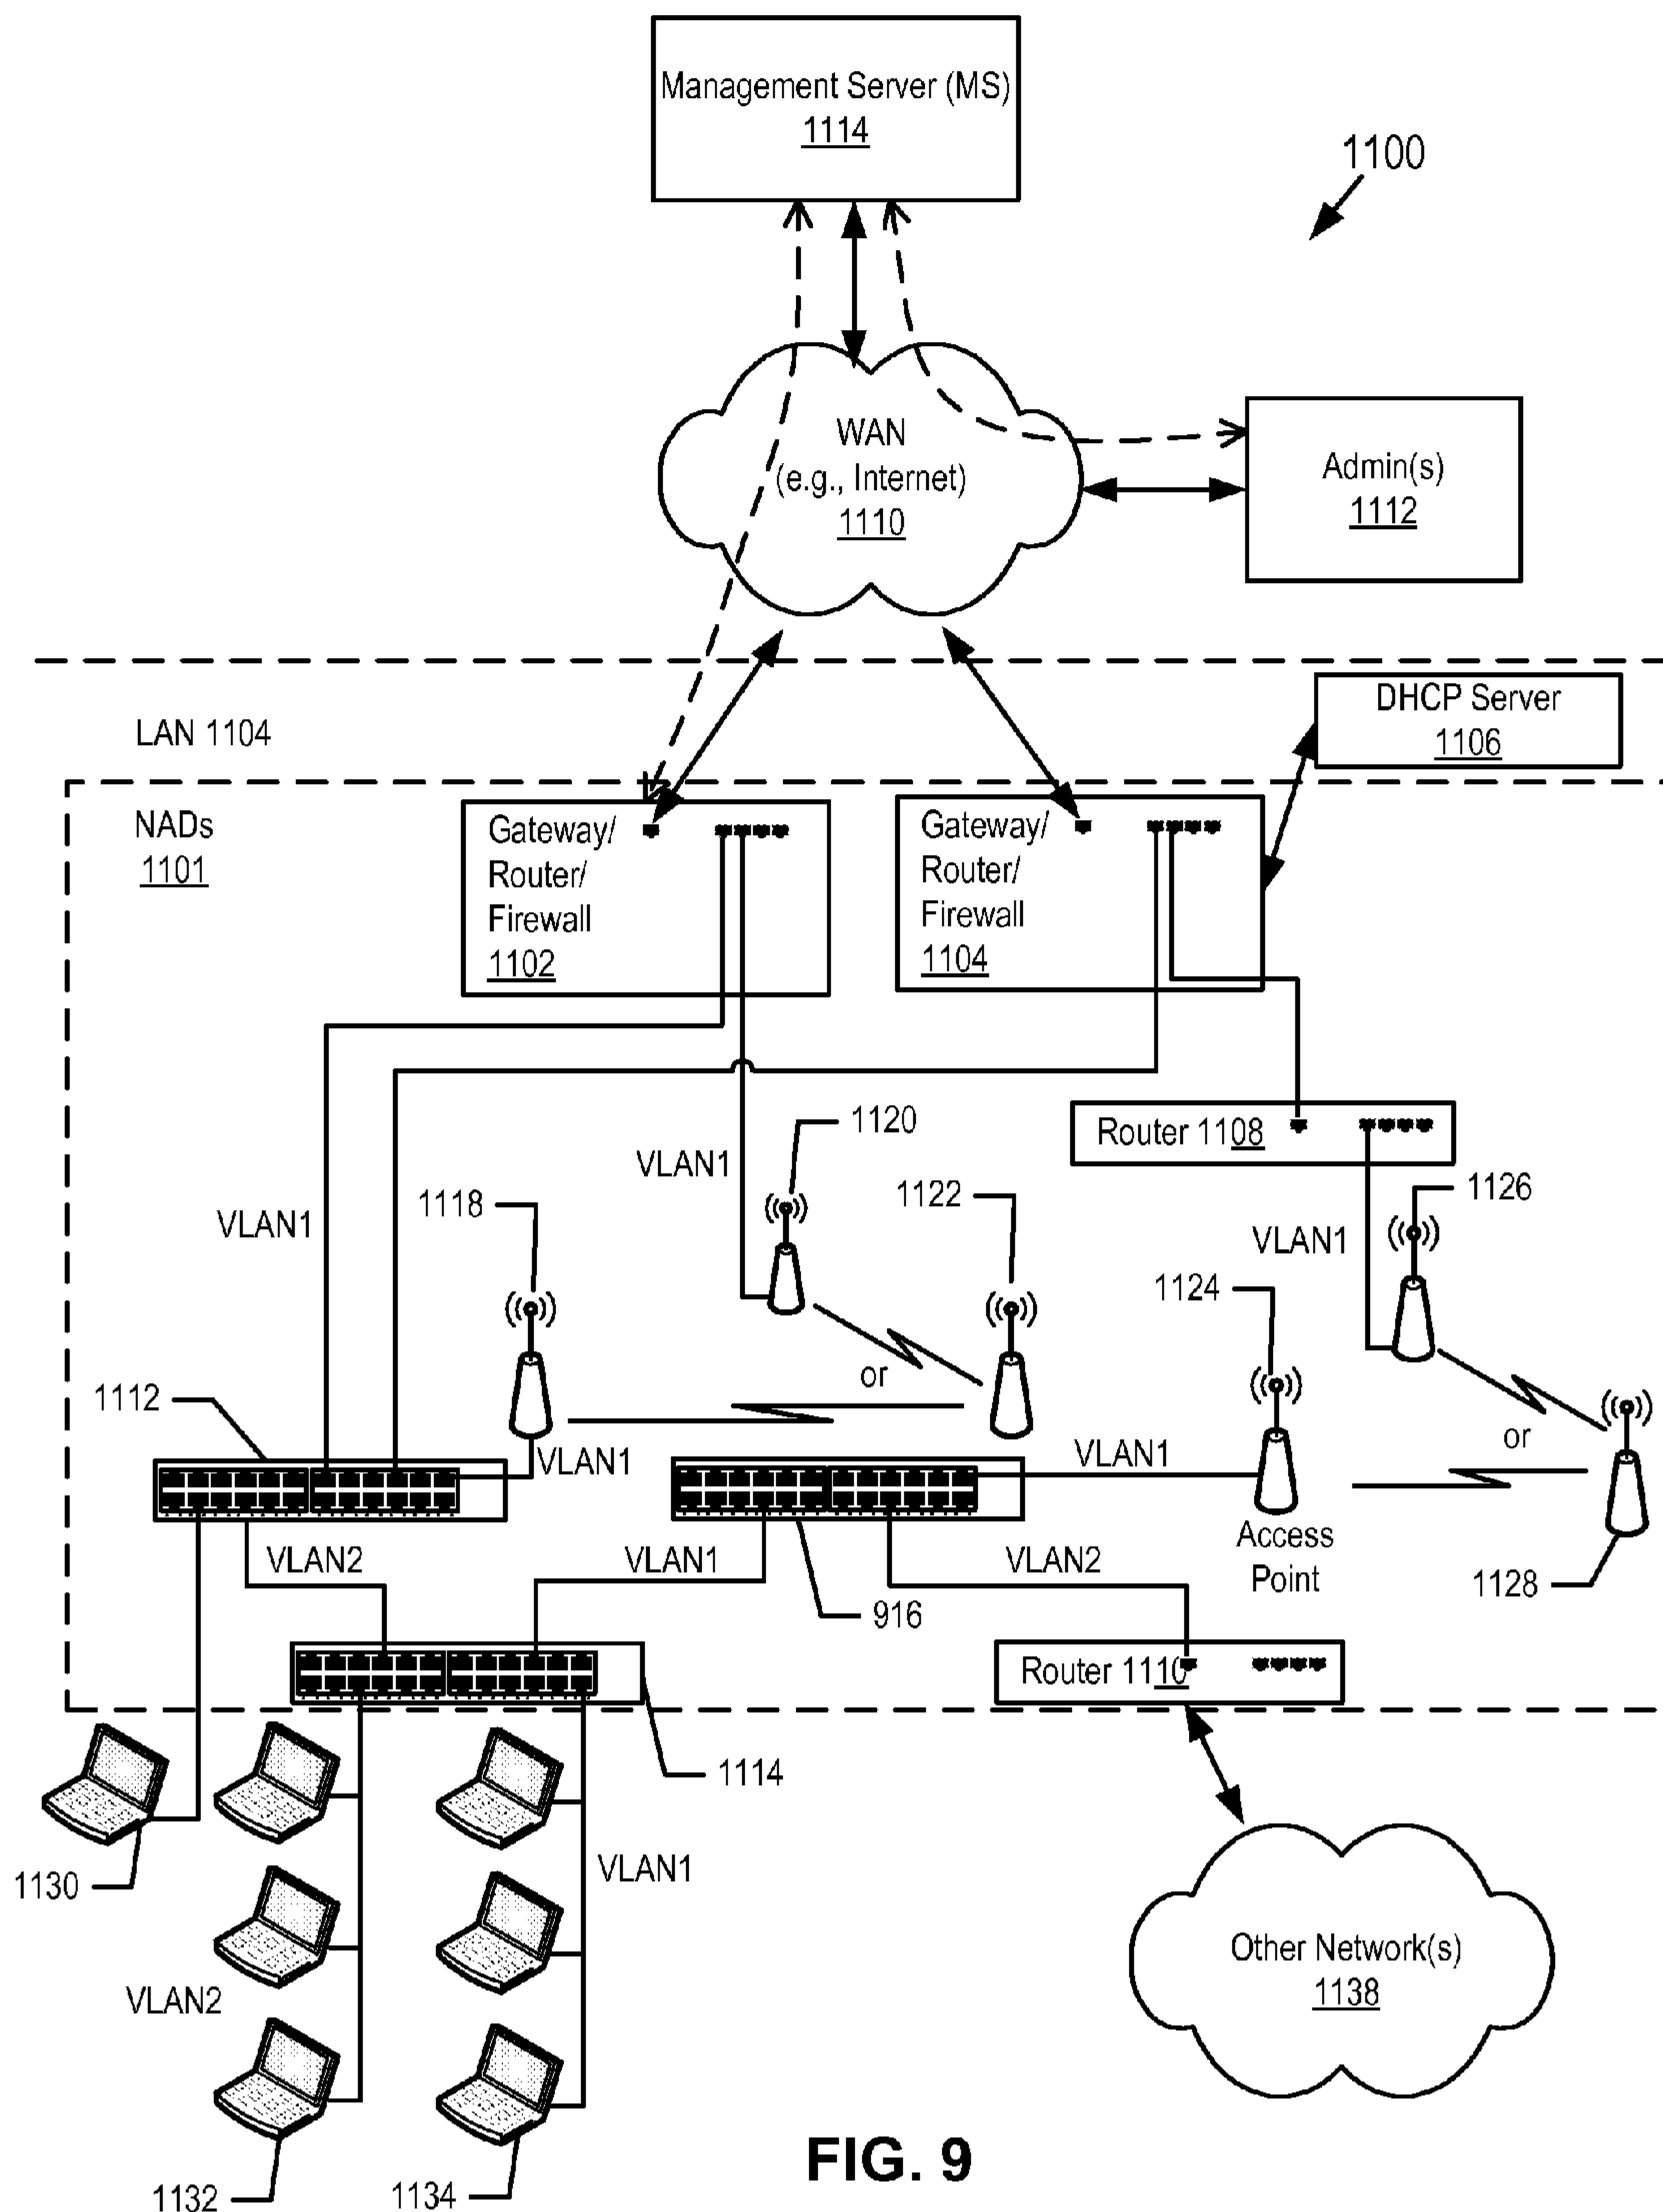 Management Server (MS)
1114
1100
WAN
(e.g., Internet)
1110
Admin(s)
1112
DHCP Server
1106
LAN 1104
NADs
1101
Gateway/
Router/
Firewall
1102
Gateway/
Router/
Firewall
1104
Router 1108
1120
VLAN1
1118
1122
1126
VLAN1
VLAN1
1124
or
1112
or
VLAN1
VLAN1
Access
Point
VLAN2
VLAN1
VLAN2
1128
916
Router 1110
1114
1130
VLAN1
Other Network(s)
1138
VLAN2
1132
1134
FIG. 9